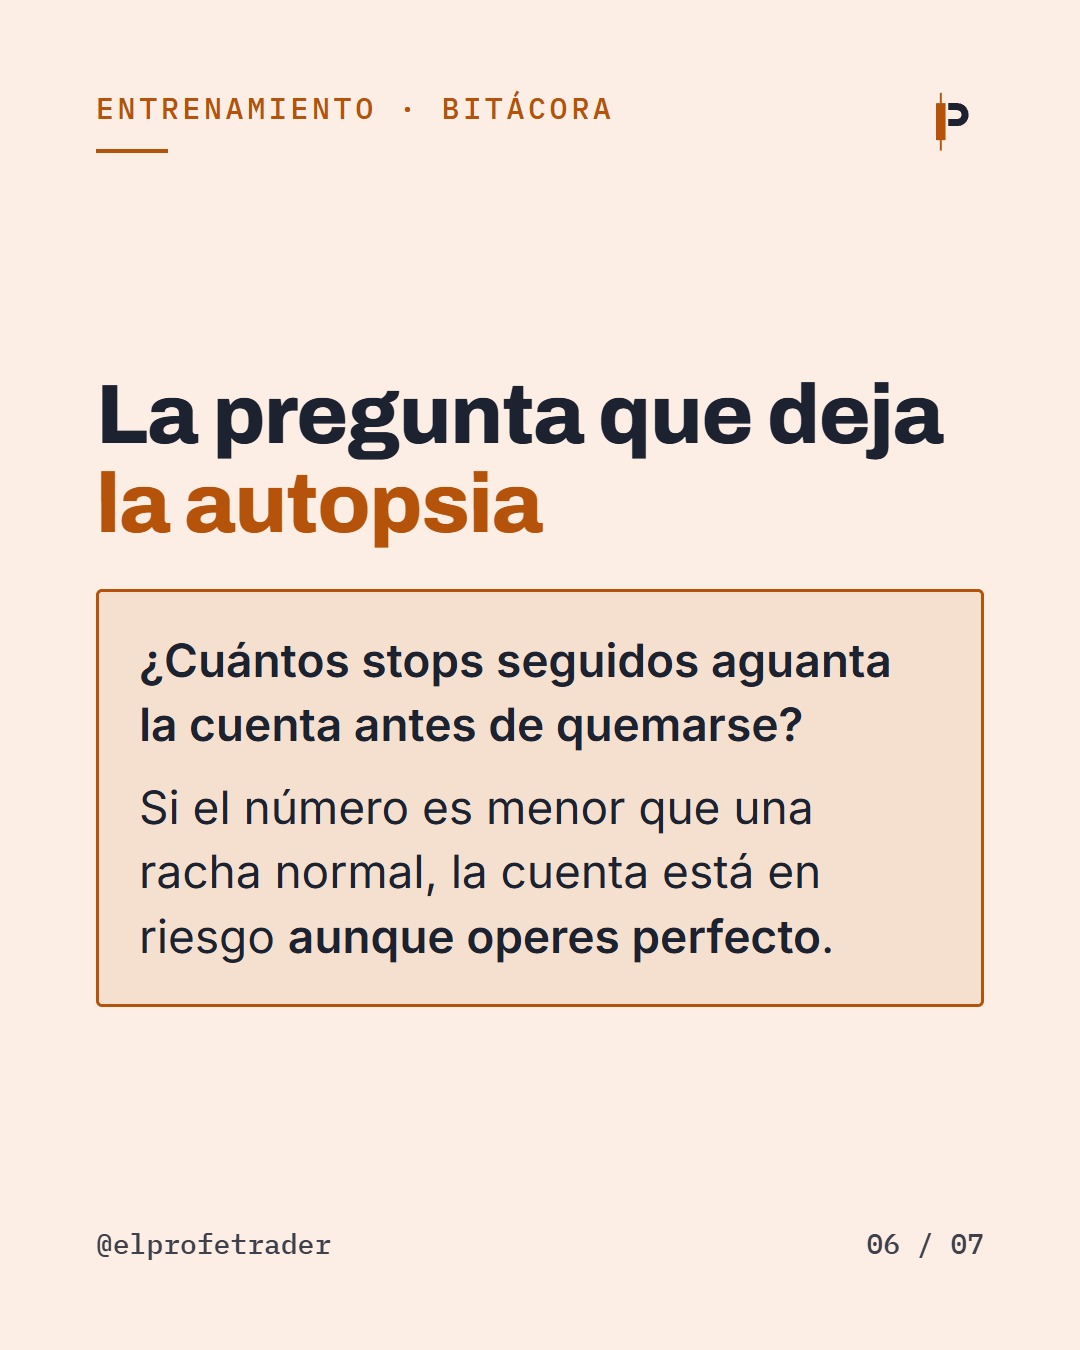 ENTRENAMIENTO · BITÁCORA
La pregunta que deja
la autopsia
¿Cuántos stops seguidos aguanta
la cuenta antes de quemarse?
Si el número es menor que una
racha normal, la cuenta está en
riesgo aunque operes perfecto.
@elprofetrader
06 / 07